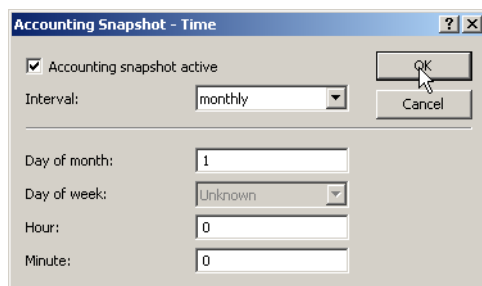 Accounting Snapshot - Time
Accounting snapshot active
OK
Interval: monthly
Cancel
Day of month: 1
Day of week: Unknown
Hour: 0
Minute: 0